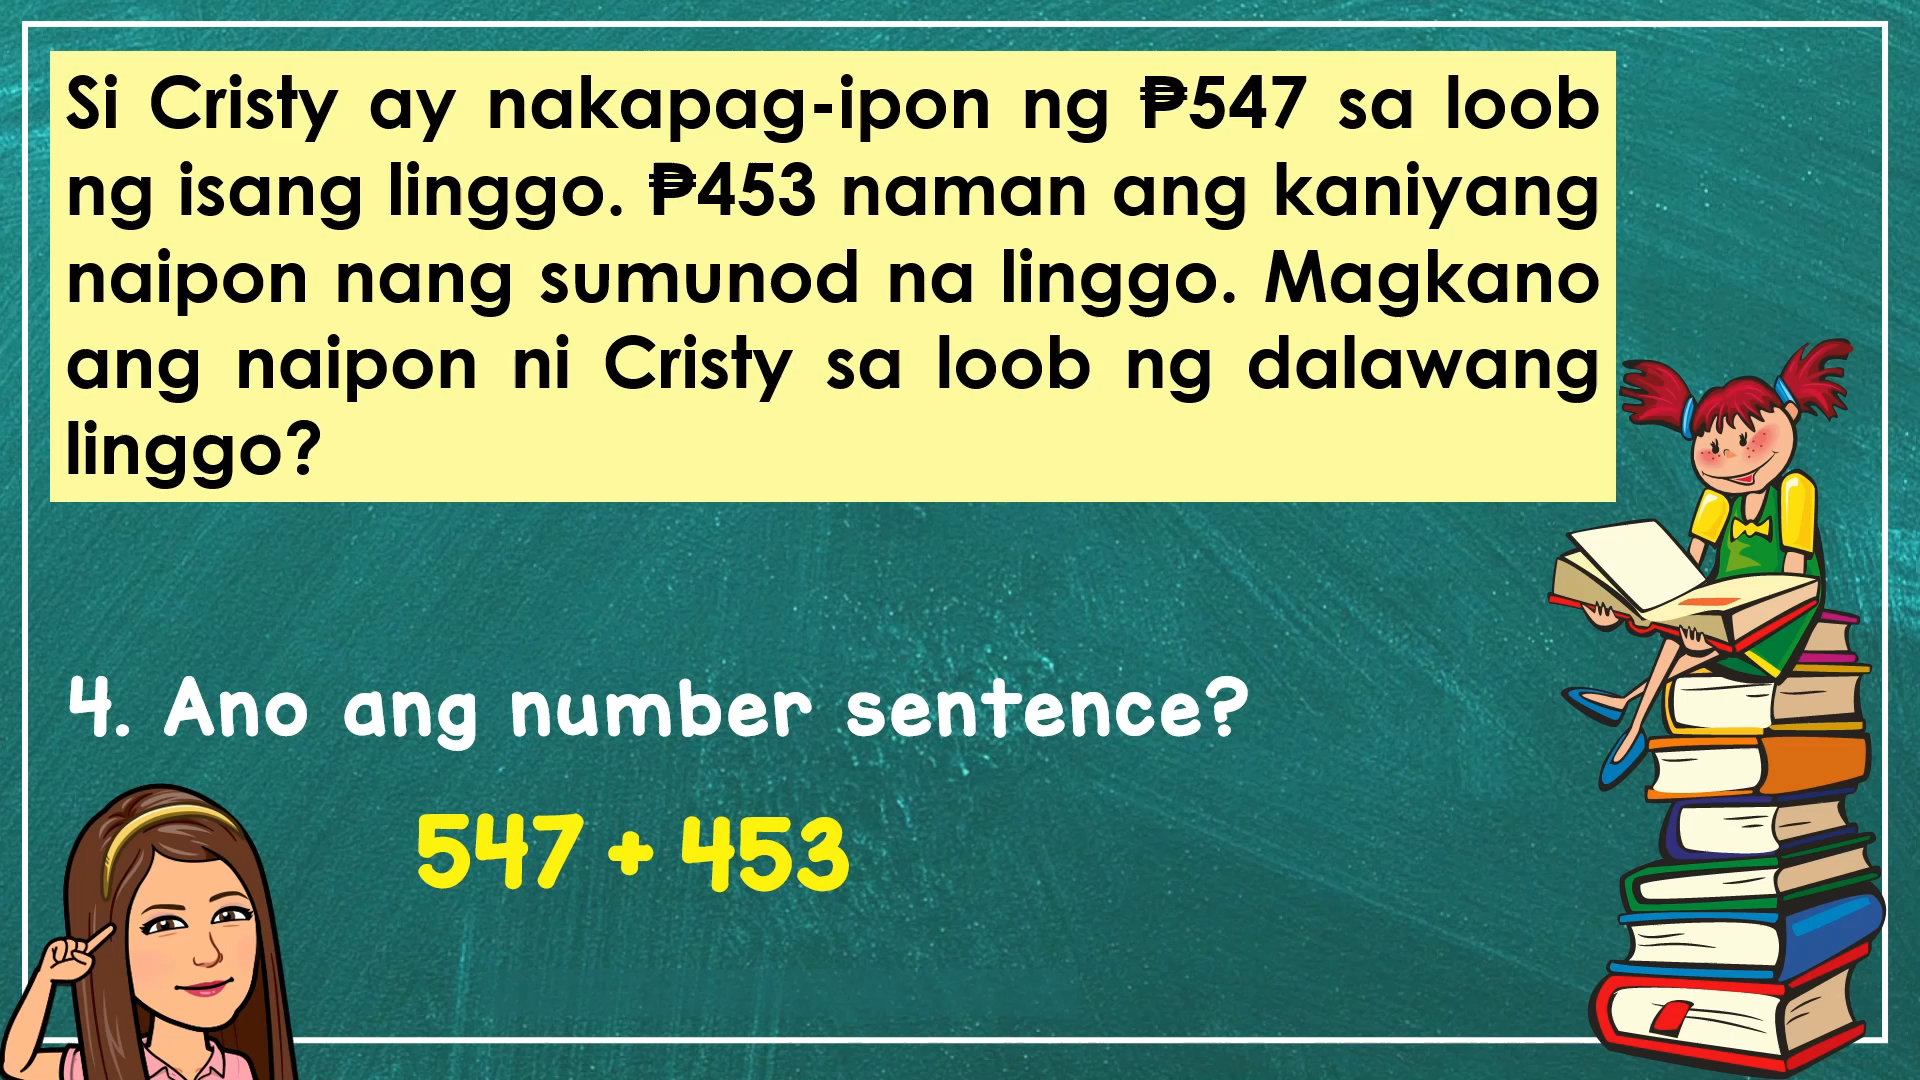 Si Cristy ay nakapag-ipon ng ₱547 sa loob
ng isang linggo. ₱453 naman ang kaniyang
naipon nang sumunod na linggo. Magkano
ang naipon ni Cristy sa loob ng dalawang
linggo?
4. Ano ang number sentence?
547 + 453